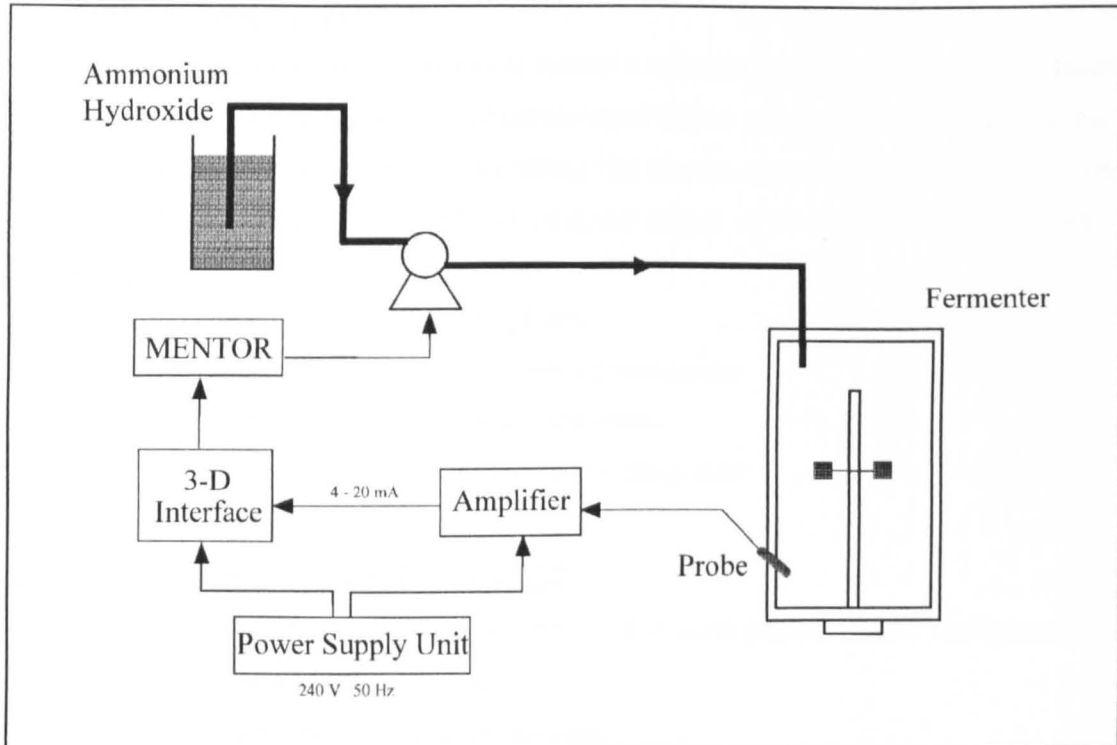 Ammonium
Hydroxide
Fermenter
MENTOR
3-D
Interface
4 - 20 mA
Amplifier
Probe
Power Supply Unit
240 V 50 Hz